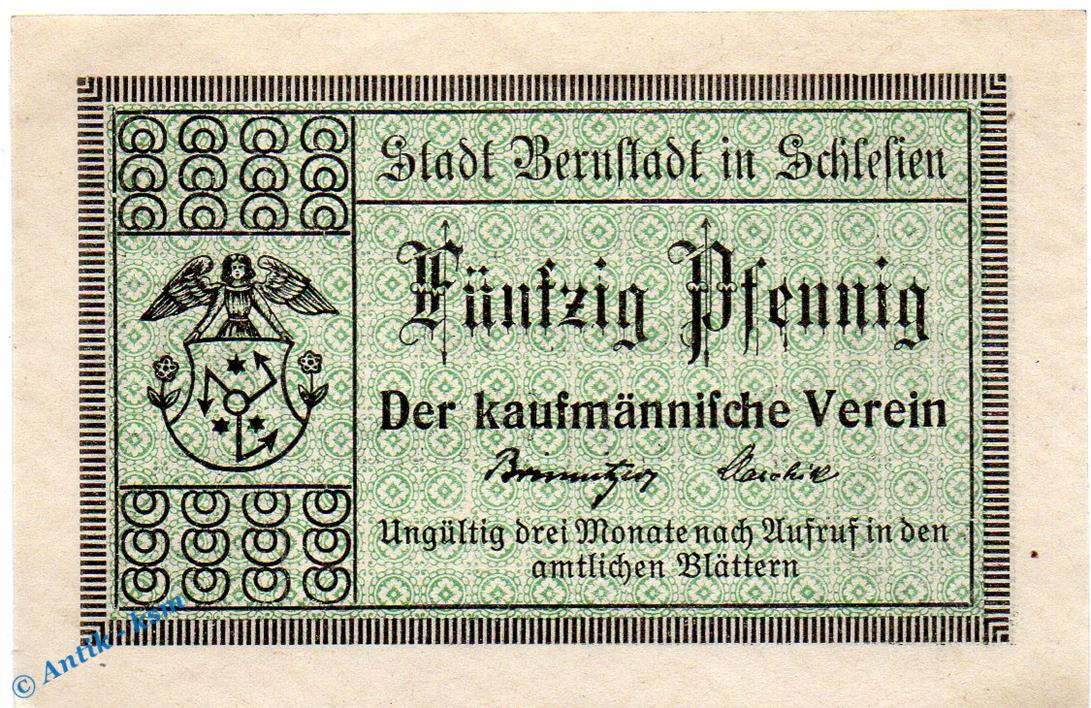 Stadt Bernſtadt in Schleſien
Fünfzig Pfennig
Der kaufmänniſche Verein
Ungültig drei Monate nach Aufruf in den
amtlichen Blättern
© Antik - ksm